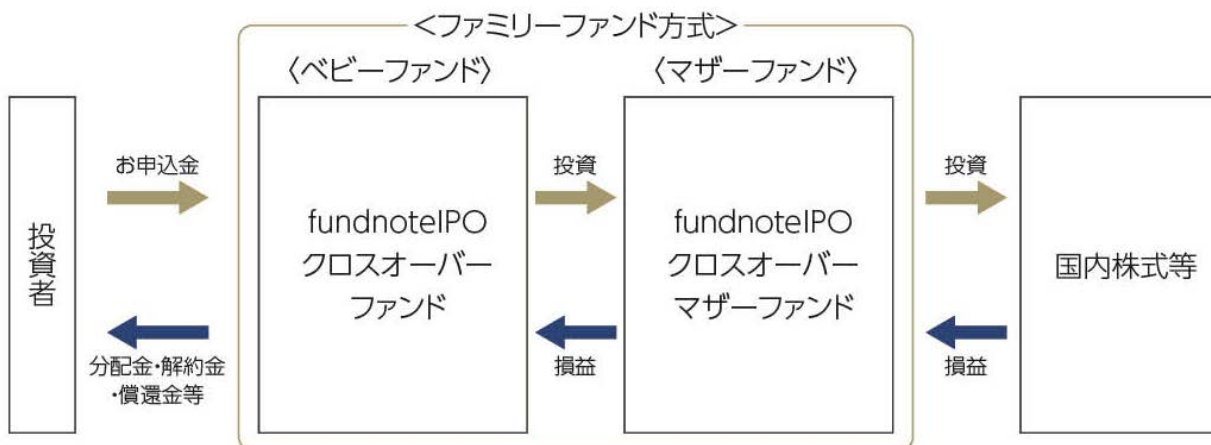 ＜ファミリーファンド方式＞
〈ベビーファンド〉
〈マザーファンド〉
投資者
お申込金
分配金・解約金
・償還金等
fundnoteIPO
クロスオーバー
ファンド
投資
損益
fundnoteIPO
クロスオーバー
マザーファンド
投資
損益
国内株式等